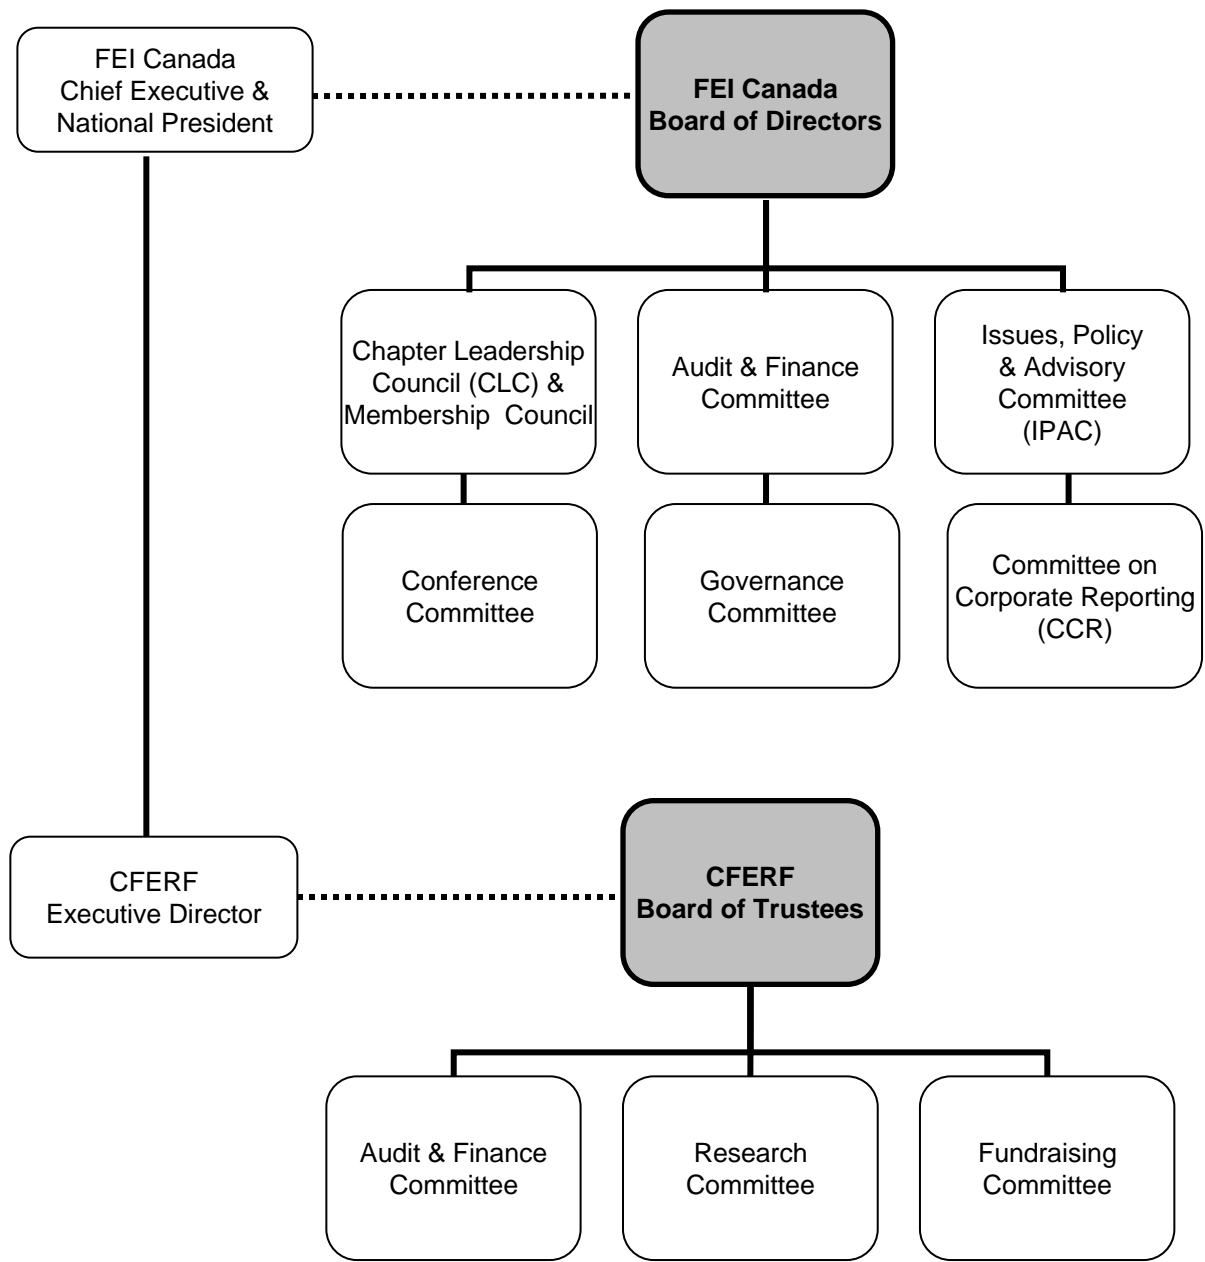 FEI Canada
Chief Executive &
National President
FEI Canada
Board of Directors
Chapter Leadership
Council (CLC) &
Membership Council
Audit & Finance
Committee
Issues, Policy
& Advisory
Committee
(IPAC)
Conference
Committee
Governance
Committee
Committee on
Corporate Reporting
(CCR)
CFERF
Executive Director
CFERF
Board of Trustees
Audit & Finance
Committee
Research
Committee
Fundraising
Committee